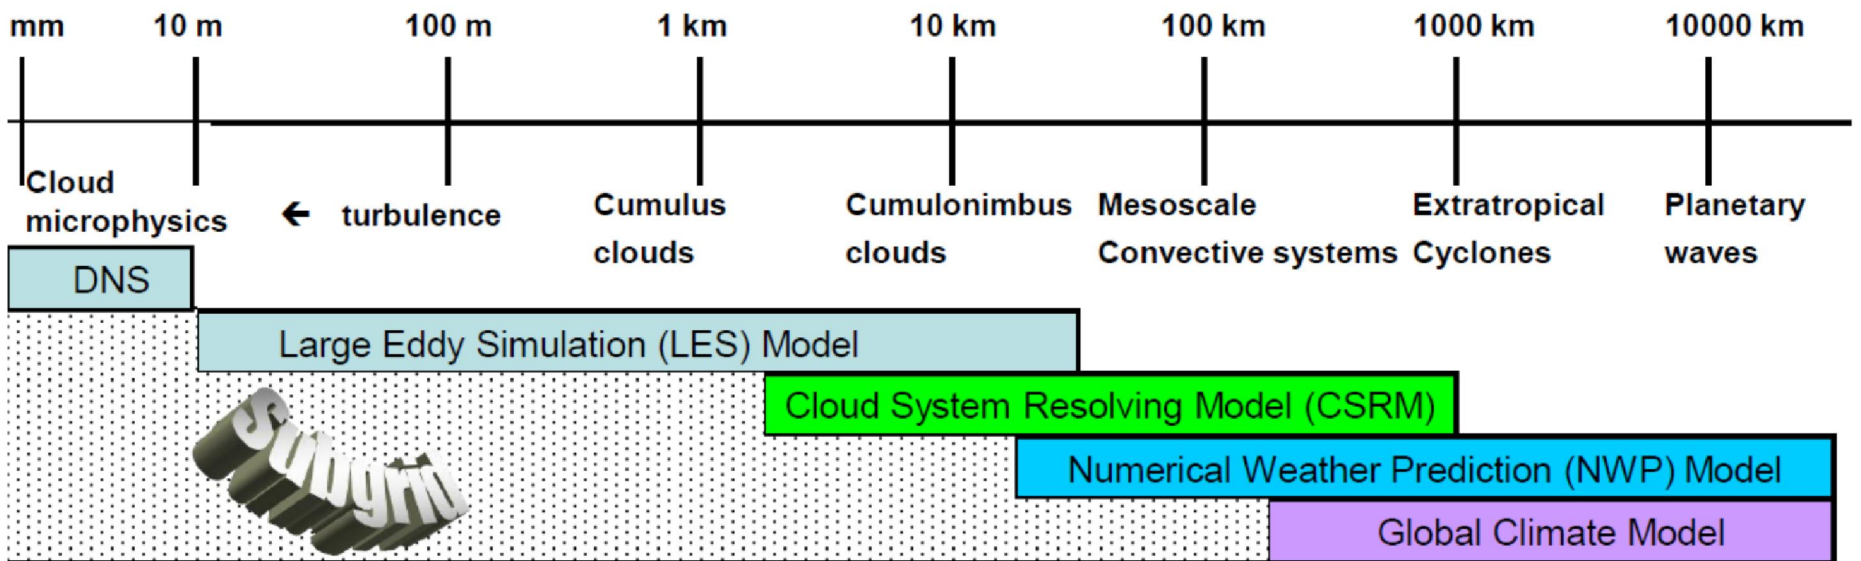 mm 10 m 100 m 1 km 10 km 100 km 1000 km 10000 km
Cloud
microphysics
← turbulence
Cumulus
clouds
Cumulonimbus
clouds
Mesoscale
Convective systems
Extratropical
Cyclones
Planetary
waves
DNS
Large Eddy Simulation (LES) Model
Cloud System Resolving Model (CSRM)
Subgrid
Numerical Weather Prediction (NWP) Model
Global Climate Model